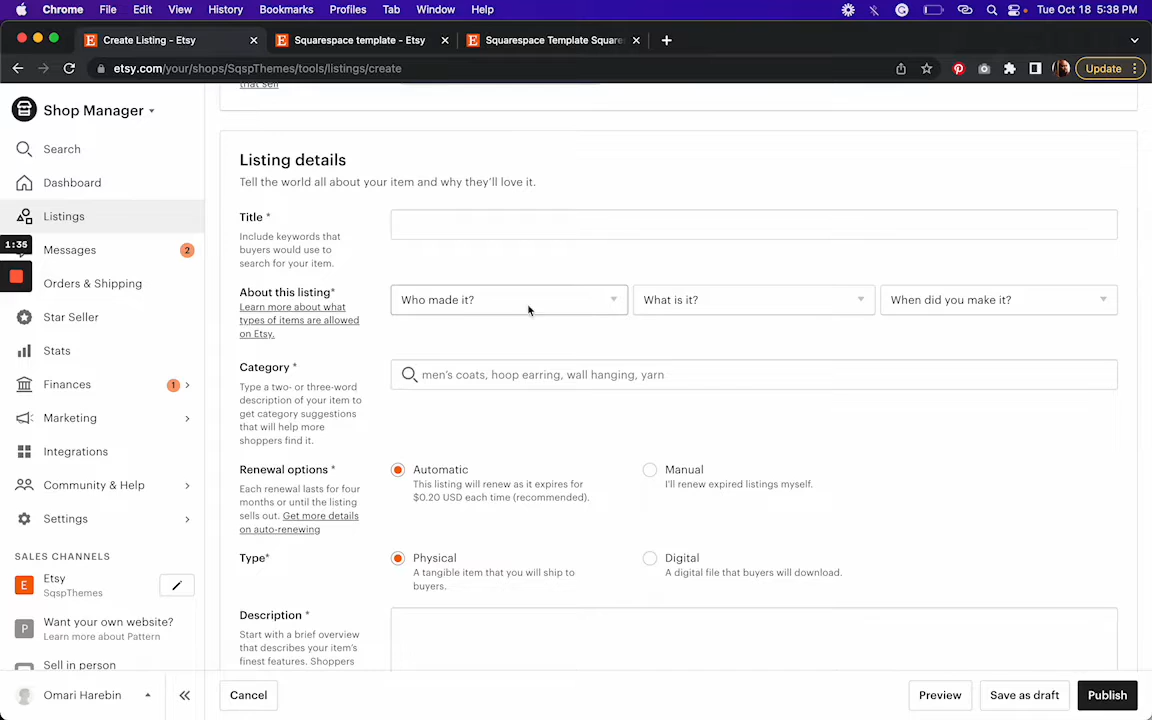 Chrome File Edit View History Bookmarks Profiles Tab Window Help Tue Oct 18 5:38 PM
Create Listing - Etsy Squarespace template - Etsy Squarespace Template Square
etsy.com/your/shops/SqspThemes/tools/listings/create Update
that sell
Shop Manager
Search
Dashboard
Listings
1:35
Messages 2
Orders & Shipping
Star Seller
Stats
Finances 1
Marketing
Integrations
Community & Help
Settings
SALES CHANNELS
E Etsy
SqspThemes
P Want your own website?
Learn more about Pattern
Sell in person
Omari Harebin
Listing details
Tell the world all about your item and why they'll love it.
Title *
Include keywords that
buyers would use to
search for your item.
About this listing*
Learn more about what
types of items are allowed
on Etsy.
Who made it? What is it? When did you make it?
Category *
Type a two- or three-word
description of your item to
get category suggestions
that will help more
shoppers find it.
men's coats, hoop earring, wall hanging, yarn
Renewal options *
Each renewal lasts for four
months or until the listing
sells out. Get more details
on auto-renewing
Automatic
This listing will renew as it expires for
$0.20 USD each time (recommended).
Manual
I'll renew expired listings myself.
Type*
Physical
A tangible item that you will ship to
buyers.
Digital
A digital file that buyers will download.
Description *
Start with a brief overview
that describes your item's
finest features. Shoppers
Cancel Preview Save as draft Publish